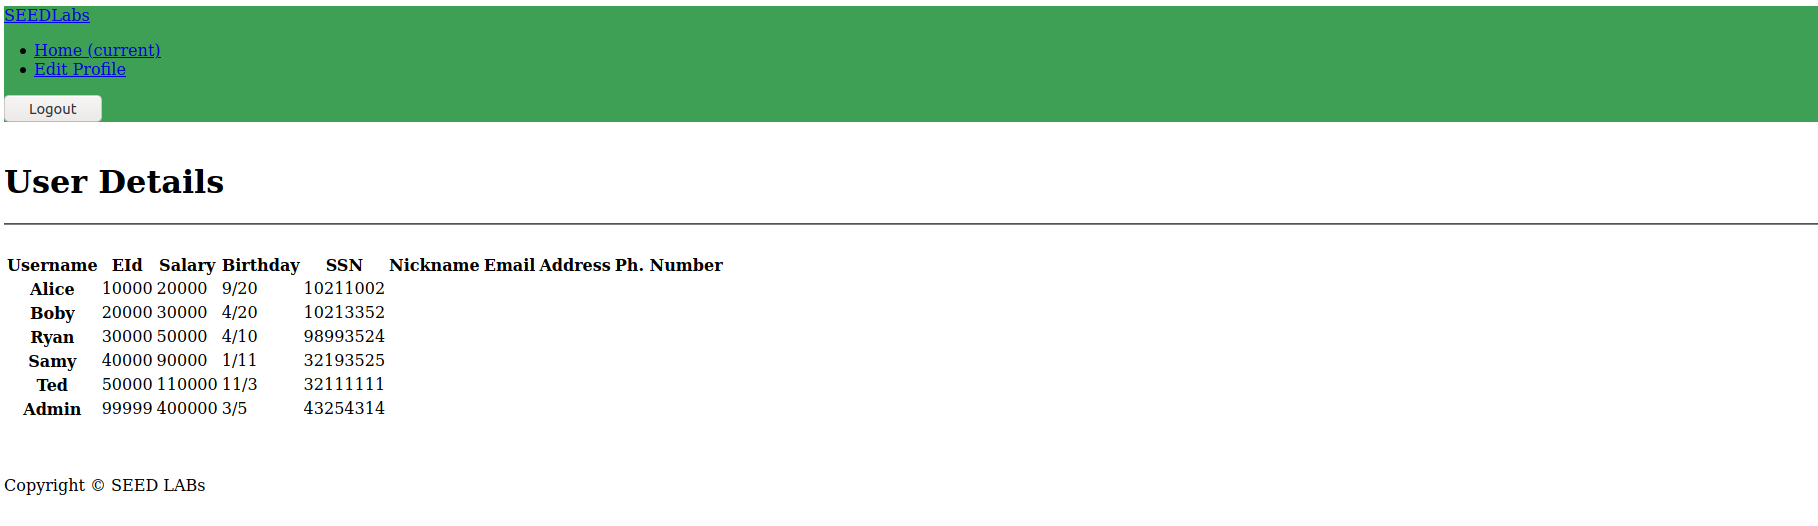 SEEDLabs
Home (current)
Edit Profile
Logout
User Details
Username EId Salary Birthday SSN Nickname Email Address Ph. Number
Alice 10000 20000 9/20 10211002
Boby 20000 30000 4/20 10213352
Ryan 30000 50000 4/10 98993524
Samy 40000 90000 1/11 32193525
Ted 50000 110000 11/3 32111111
Admin 99999 400000 3/5 43254314
Copyright © SEED LABs